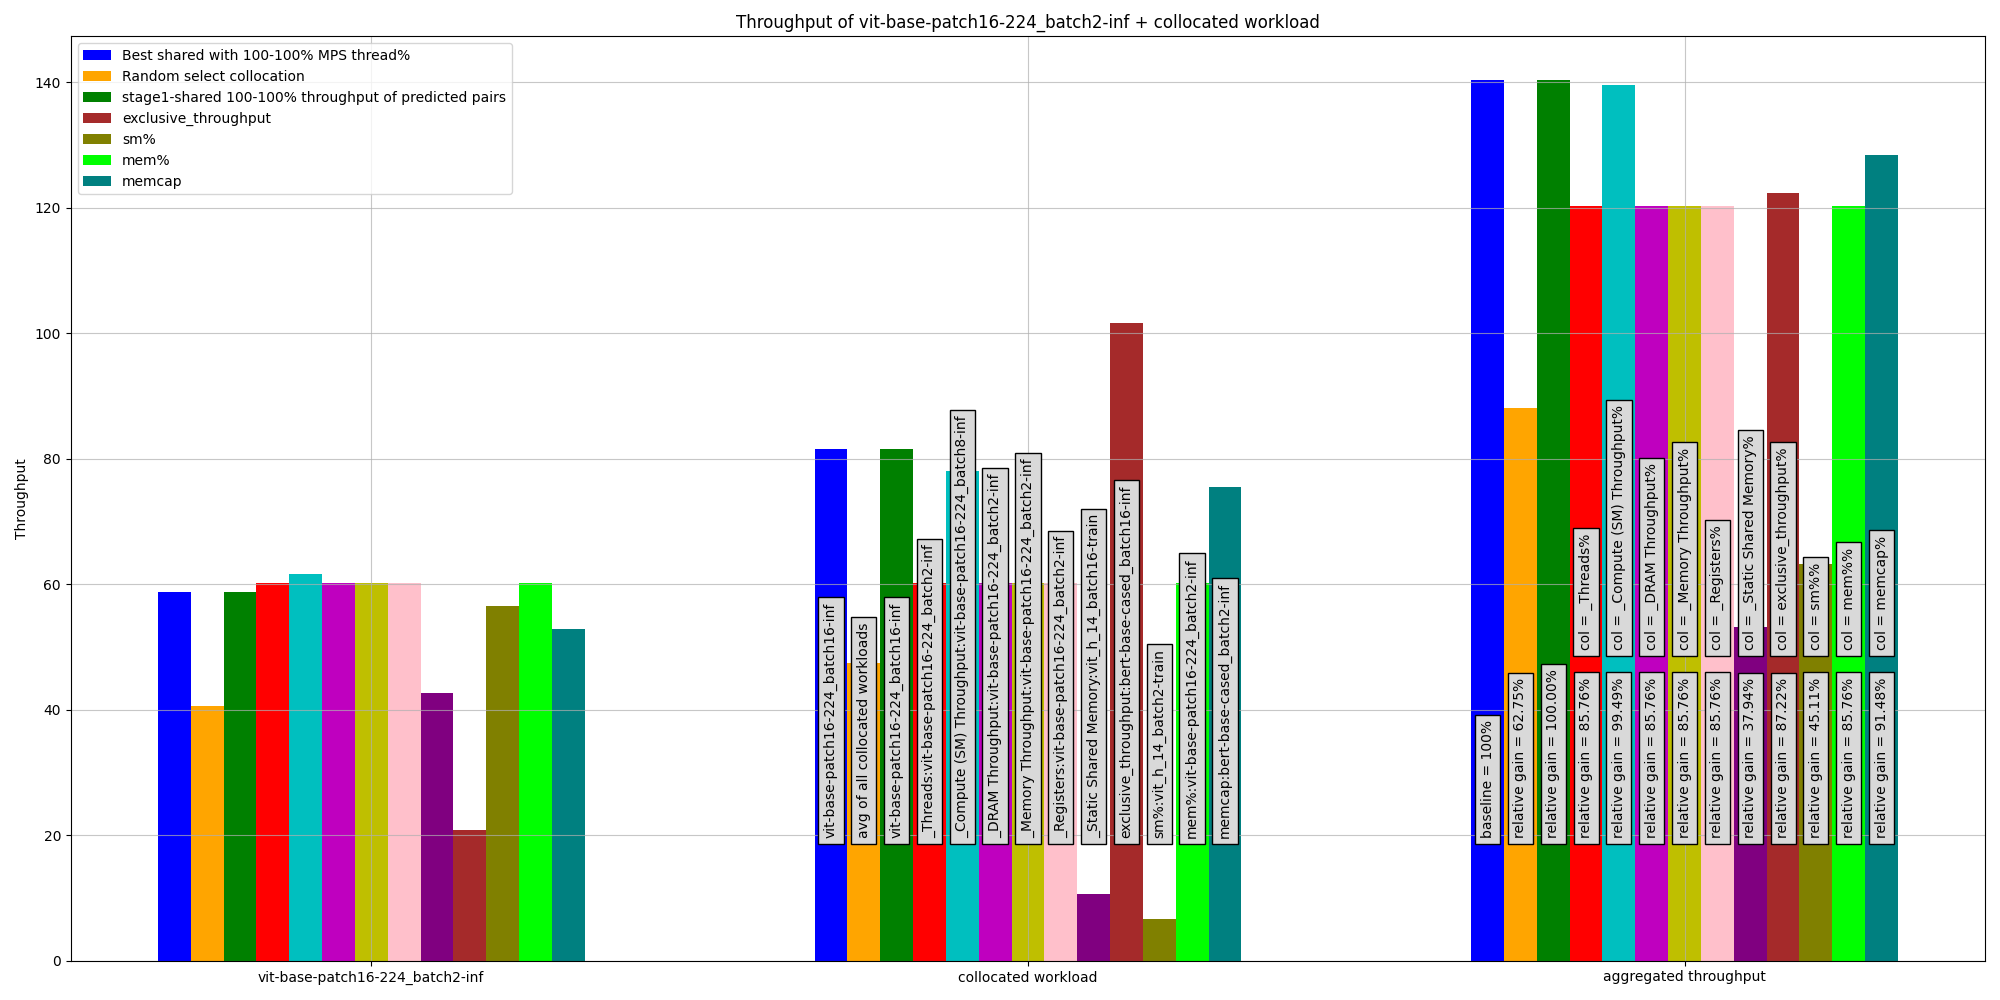 Throughput of vit-base-patch16-224_batch2-inf + collocated workload
Best shared with 100-100% MPS thread%
Random select collocation
stage1-shared 100-100% throughput of predicted pairs
exclusive_throughput
sm%
mem%
memcap
Throughput
140
120
100
80
60
40
20
0
vit-base-patch16-224_batch16-inf
avg of all collocated workloads
vit-base-patch16-224_batch16-inf
_Threads:vit-base-patch16-224_batch2-inf
_Compute (SM) Throughput:vit-base-patch16-224_batch8-inf
_DRAM Throughput:vit-base-patch16-224_batch2-inf
_Memory Throughput:vit-base-patch16-224_batch2-inf
_Registers:vit-base-patch16-224_batch2-inf
_Static Shared Memory:vit_h_14_batch16-train
exclusive_throughput:bert-base-cased_batch16-inf
sm%:vit_h_14_batch2-train
mem%:vit-base-patch16-224_batch2-inf
memcap:bert-base-cased_batch2-inf
baseline = 100%
relative gain = 62.75%
relative gain = 100.00%
relative gain = 85.76%
relative gain = 99.49%
relative gain = 85.76%
relative gain = 85.76%
relative gain = 85.76%
relative gain = 37.94%
relative gain = 87.22%
relative gain = 45.11%
relative gain = 85.76%
relative gain = 91.48%
col = _Threads%
col = _Compute (SM) Throughput%
col = _DRAM Throughput%
col = _Memory Throughput%
col = _Registers%
col = _Static Shared Memory%
col = exclusive_throughput%
col = sm%%
col = mem%%
col = memcap%
vit-base-patch16-224_batch2-inf
collocated workload
aggregated throughput